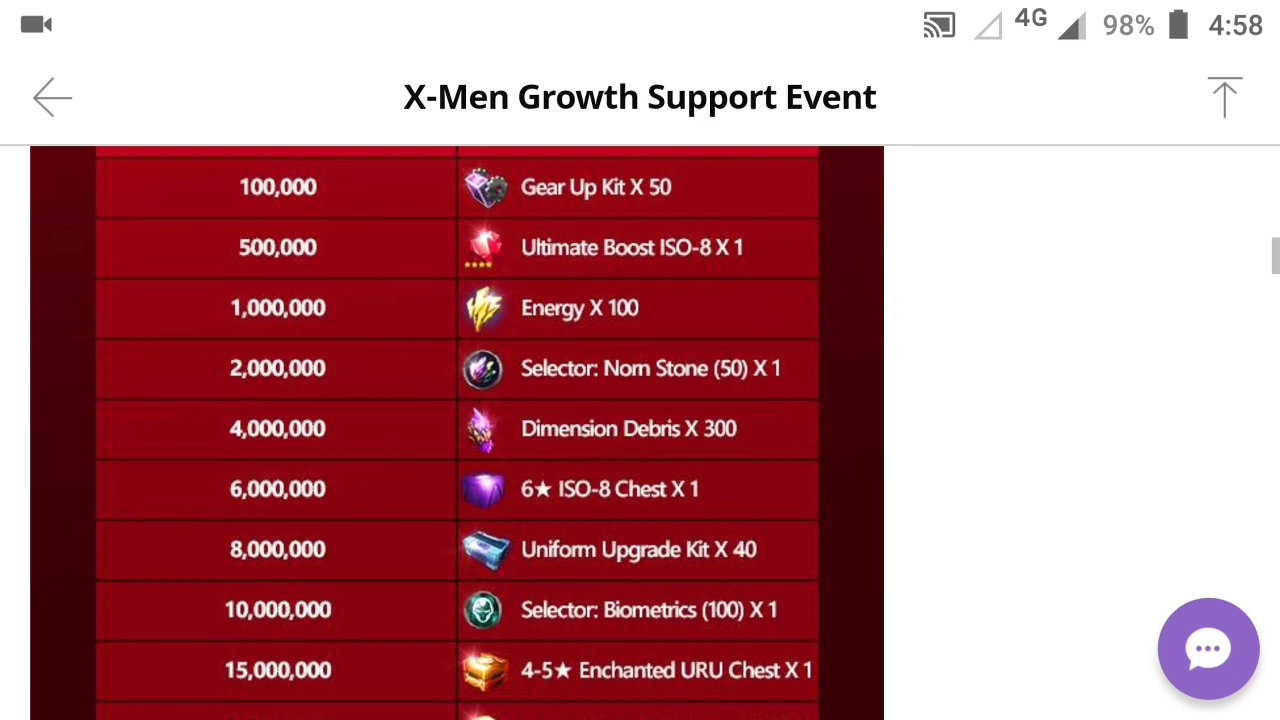 4G 98% 4:58
X-Men Growth Support Event
100,000 Gear Up Kit X 50
500,000 Ultimate Boost ISO-8 X 1
1,000,000 Energy X 100
2,000,000 Selector: Norn Stone (50) X 1
4,000,000 Dimension Debris X 300
6,000,000 6★ ISO-8 Chest X 1
8,000,000 Uniform Upgrade Kit X 40
10,000,000 Selector: Biometrics (100) X 1
15,000,000 4-5★ Enchanted URU Chest X 1